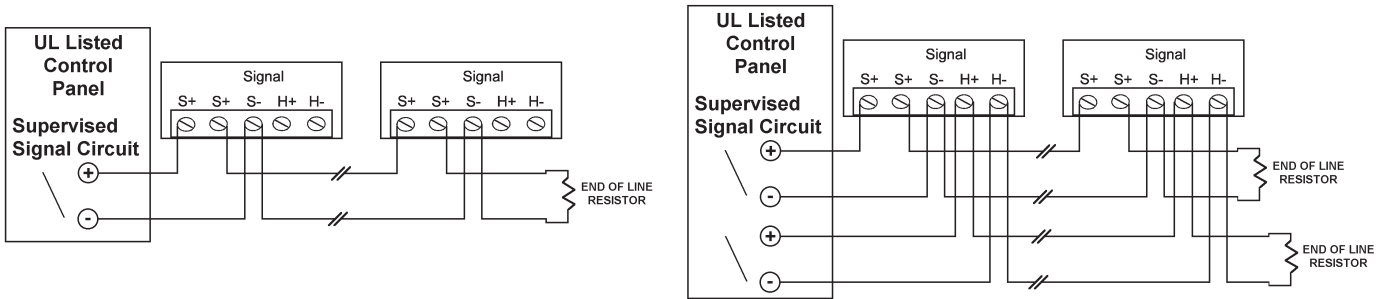 UL Listed
Control
Panel
Supervised
Signal Circuit
+
-
Signal
S+ S+ S- H+ H-
Signal
S+ S+ S- H+ H-
END OF LINE
RESISTOR
UL Listed
Control
Panel
Supervised
Signal Circuit
+
-
+
-
Signal
S+ S+ S- H+ H-
Signal
S+ S+ S- H+ H-
END OF LINE
RESISTOR
END OF LINE
RESISTOR